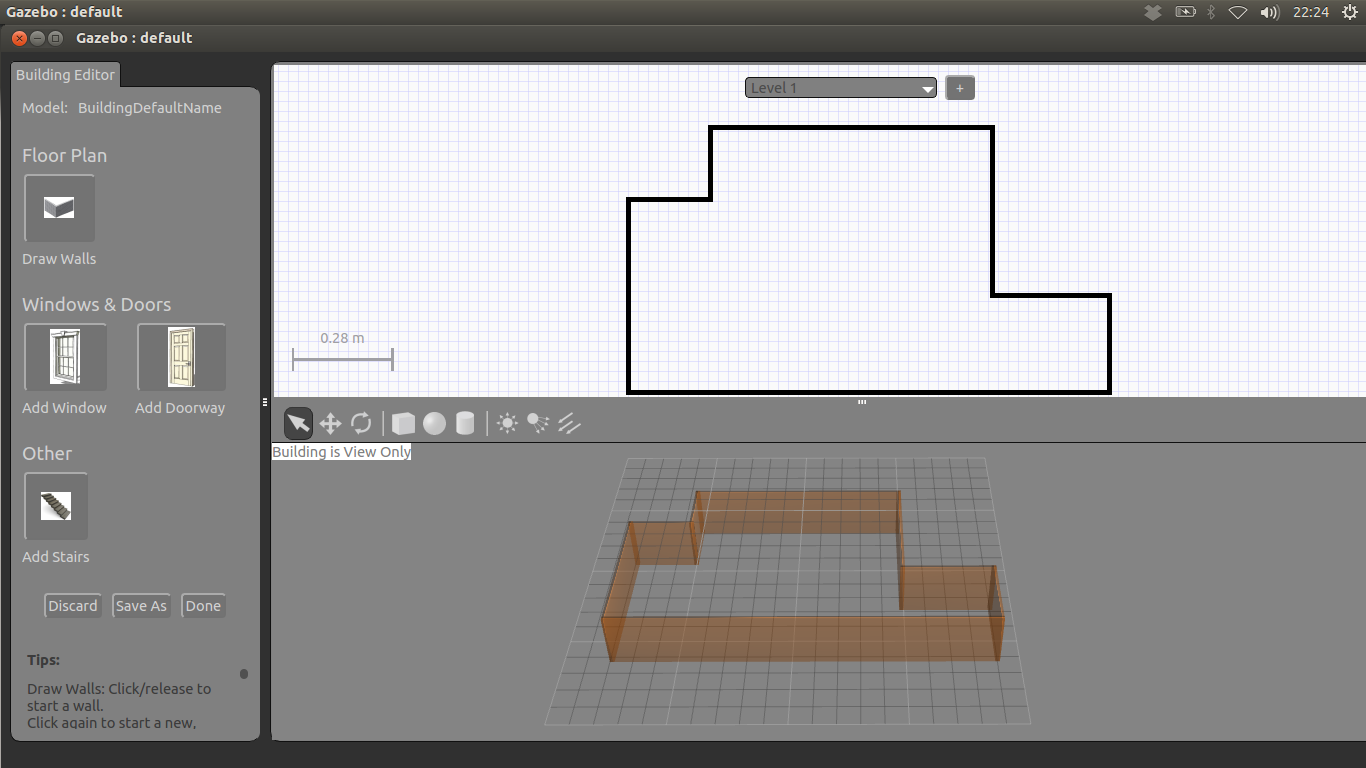 Gazebo : default
22:24
Gazebo : default
Building Editor
Model: BuildingDefaultName
Floor Plan
Draw Walls
Windows & Doors
Add Window Add Doorway
Other
Add Stairs
Discard Save As Done
Tips:
Draw Walls: Click/release to
start a wall.
Click again to start a new,
Level 1 +
0.28 m
Building is View Only